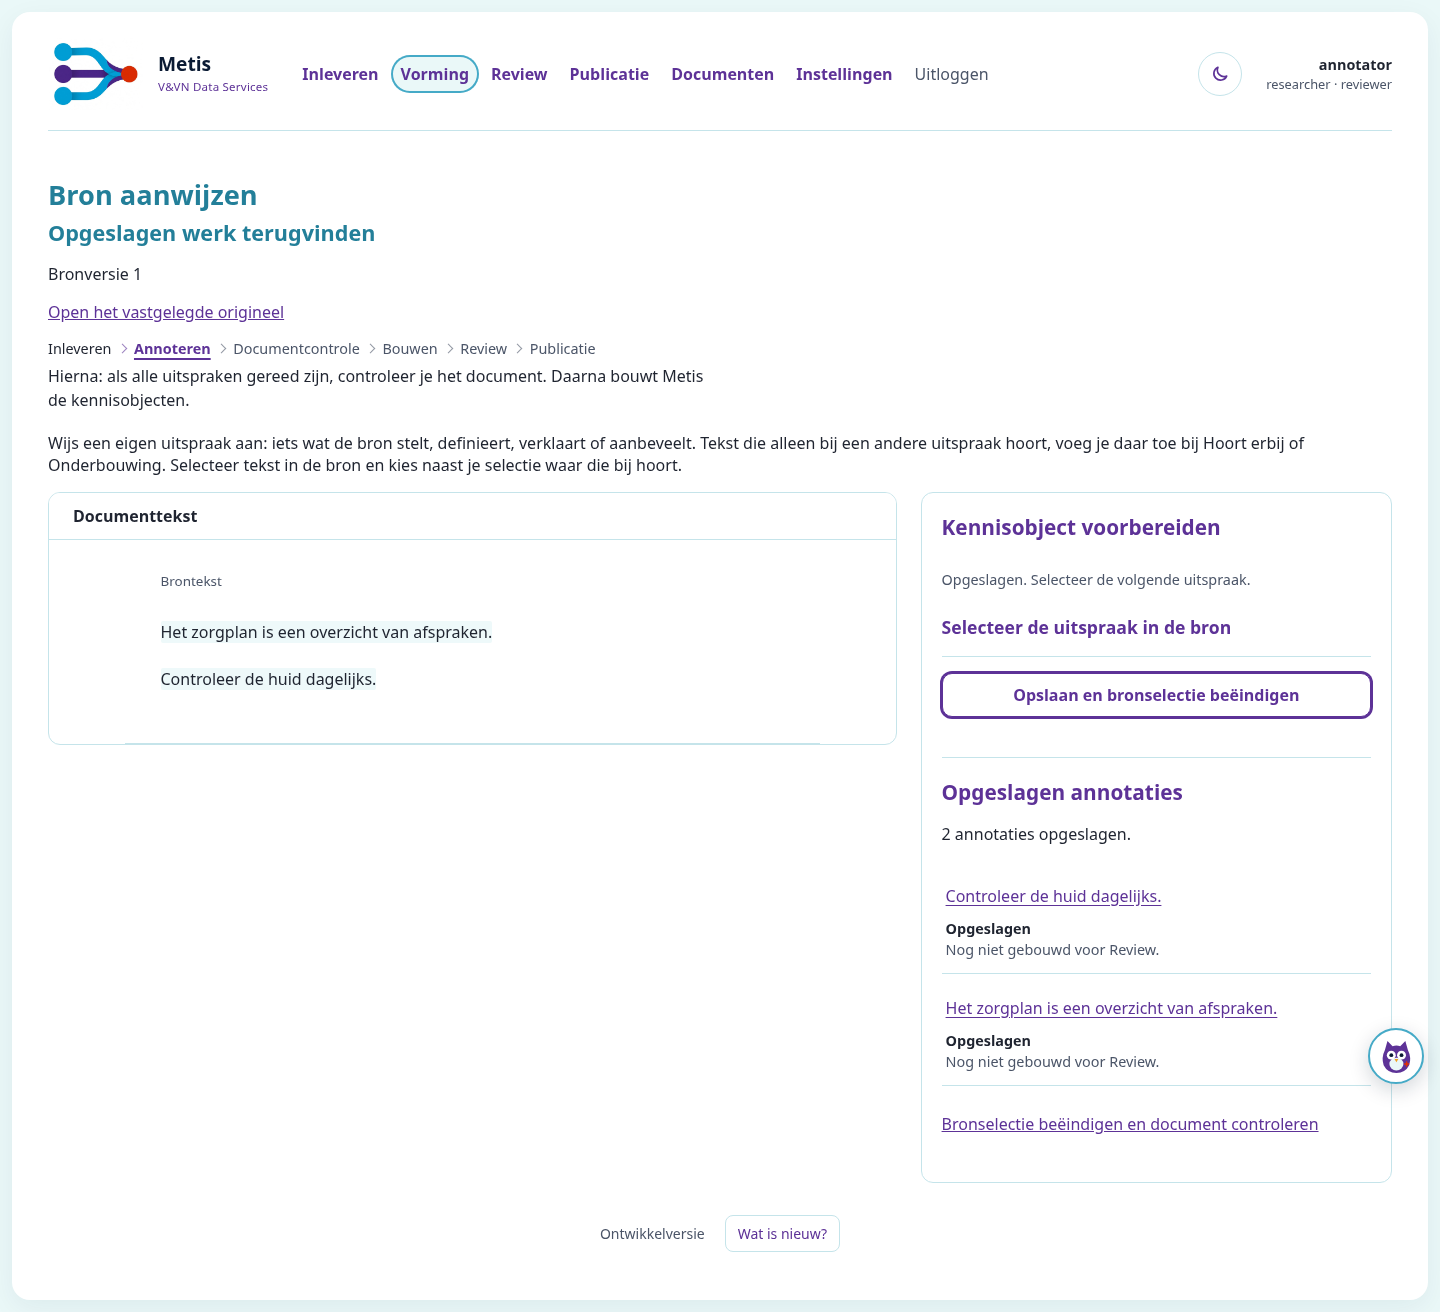 Metis
V&VN Data Services
Inleveren
Vorming
Review
Publicatie
Documenten
Instellingen
Uitloggen
annotator
researcher · reviewer
Bron aanwijzen
Opgeslagen werk terugvinden
Bronversie 1
Open het vastgelegde origineel
Inleveren > Annoteren > Documentcontrole > Bouwen > Review > Publicatie
Hierna: als alle uitspraken gereed zijn, controleer je het document. Daarna bouwt Metis
de kennisobjecten.
Wijs een eigen uitspraak aan: iets wat de bron stelt, definieert, verklaart of aanbeveelt. Tekst die alleen bij een andere uitspraak hoort, voeg je daar toe bij Hoort erbij of
Onderbouwing. Selecteer tekst in de bron en kies naast je selectie waar die bij hoort.
Documenttekst
Brontekst
Het zorgplan is een overzicht van afspraken.
Controleer de huid dagelijks.
Kennisobject voorbereiden
Opgeslagen. Selecteer de volgende uitspraak.
Selecteer de uitspraak in de bron
Opslaan en bronselectie beëindigen
Opgeslagen annotaties
2 annotaties opgeslagen.
Controleer de huid dagelijks.
Opgeslagen
Nog niet gebouwd voor Review.
Het zorgplan is een overzicht van afspraken.
Opgeslagen
Nog niet gebouwd voor Review.
Bronselectie beëindigen en document controleren
Ontwikkelversie
Wat is nieuw?